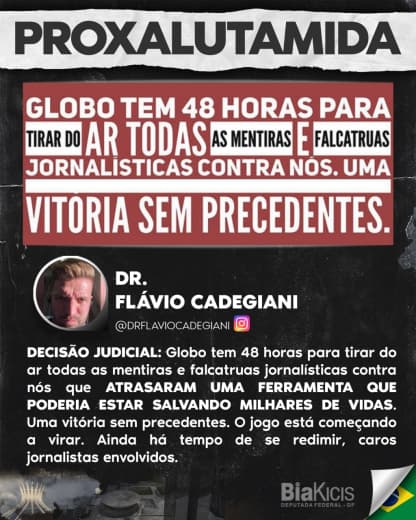 PROXALUTAMIDA
GLOBO TEM 48 HORAS PARA
TIRAR DO AR TODAS AS MENTIRAS E FALCATRUAS
JORNALÍSTICAS CONTRA NÓS. UMA
VITÓRIA SEM PRECEDENTES.
DR.
FLÁVIO CADEGIANI
@DRFLAVIOCADEGIANI
DECISÃO JUDICIAL: Globo tem 48 horas para tirar do
ar todas as mentiras e falcatruas jornalísticas contra
nós que ATRASARAM UMA FERRAMENTA QUE
PODERIA ESTAR SALVANDO MILHARES DE VIDAS.
Uma vitória sem precedentes. O jogo está começando
a virar. Ainda há tempo de se redimir, caros
jornalistas envolvidos.
BiaKicis
DEPUTADA FEDERAL - DF